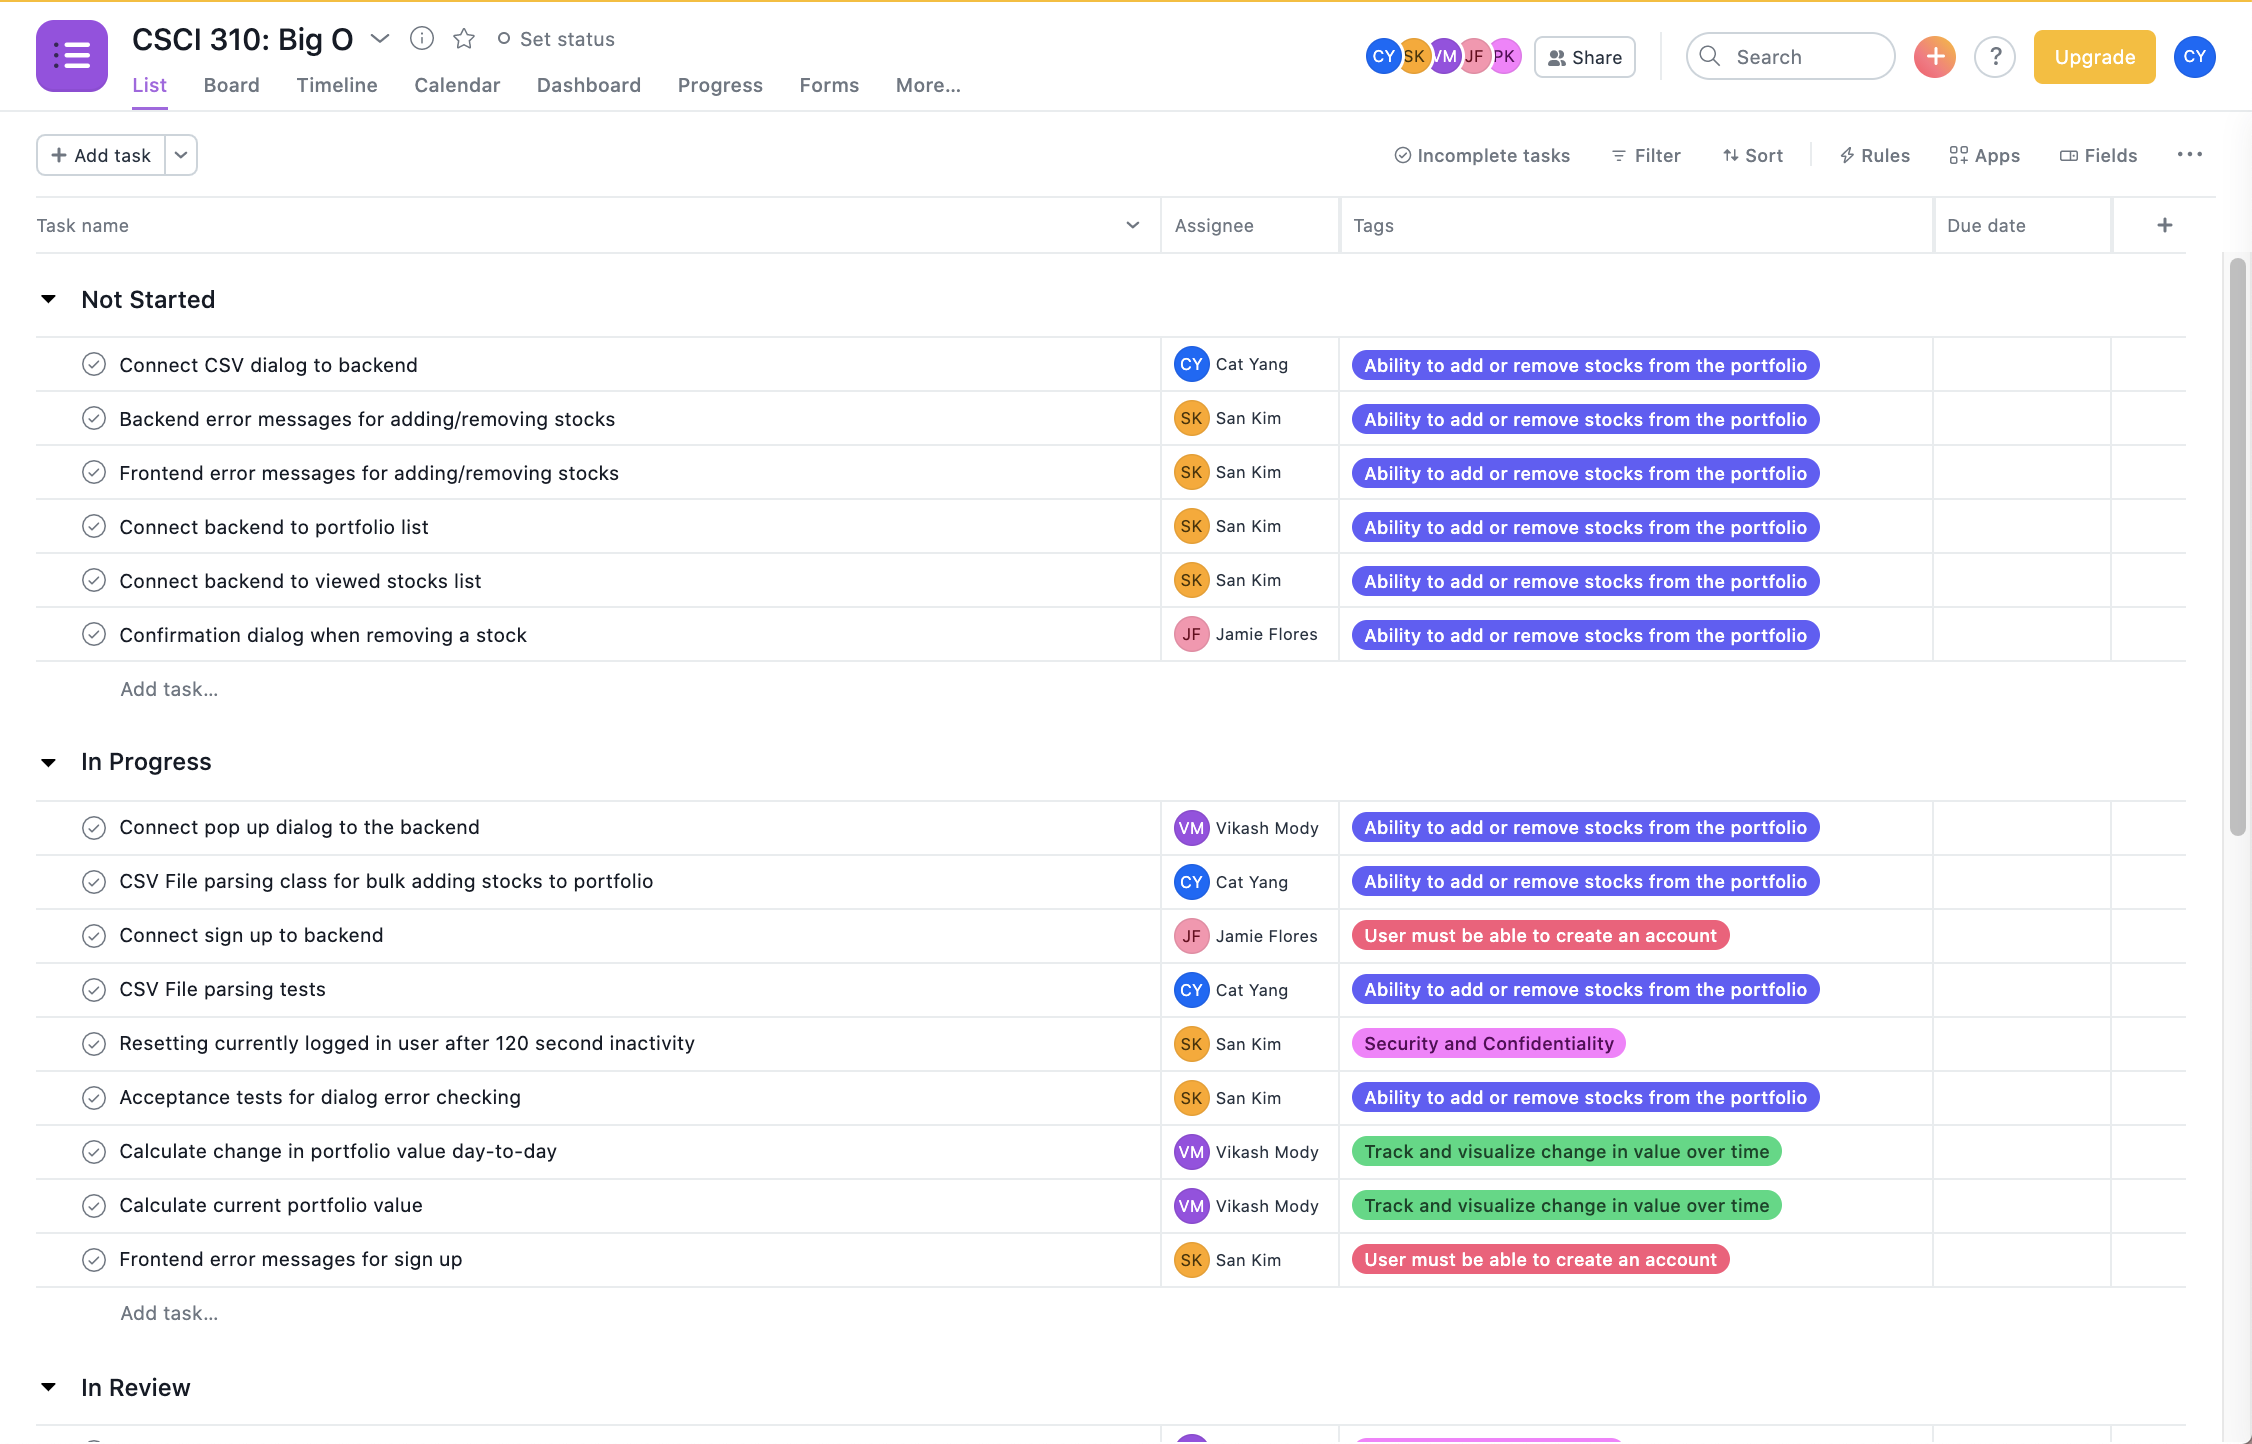 CSCI 310: Big O
Set status
List Board Timeline Calendar Dashboard Progress Forms More...
CY SK VM JF PK Share Search ? Upgrade CY
Add task Incomplete tasks Filter Sort Rules Apps Fields
Task name Assignee Tags Due date
Not Started
Connect CSV dialog to backend CY Cat Yang Ability to add or remove stocks from the portfolio
Backend error messages for adding/removing stocks SK San Kim Ability to add or remove stocks from the portfolio
Frontend error messages for adding/removing stocks SK San Kim Ability to add or remove stocks from the portfolio
Connect backend to portfolio list SK San Kim Ability to add or remove stocks from the portfolio
Connect backend to viewed stocks list SK San Kim Ability to add or remove stocks from the portfolio
Confirmation dialog when removing a stock JF Jamie Flores Ability to add or remove stocks from the portfolio
Add task...
In Progress
Connect pop up dialog to the backend VM Vikash Mody Ability to add or remove stocks from the portfolio
CSV File parsing class for bulk adding stocks to portfolio CY Cat Yang Ability to add or remove stocks from the portfolio
Connect sign up to backend JF Jamie Flores User must be able to create an account
CSV File parsing tests CY Cat Yang Ability to add or remove stocks from the portfolio
Resetting currently logged in user after 120 second inactivity SK San Kim Security and Confidentiality
Acceptance tests for dialog error checking SK San Kim Ability to add or remove stocks from the portfolio
Calculate change in portfolio value day-to-day VM Vikash Mody Track and visualize change in value over time
Calculate current portfolio value VM Vikash Mody Track and visualize change in value over time
Frontend error messages for sign up SK San Kim User must be able to create an account
Add task...
In Review